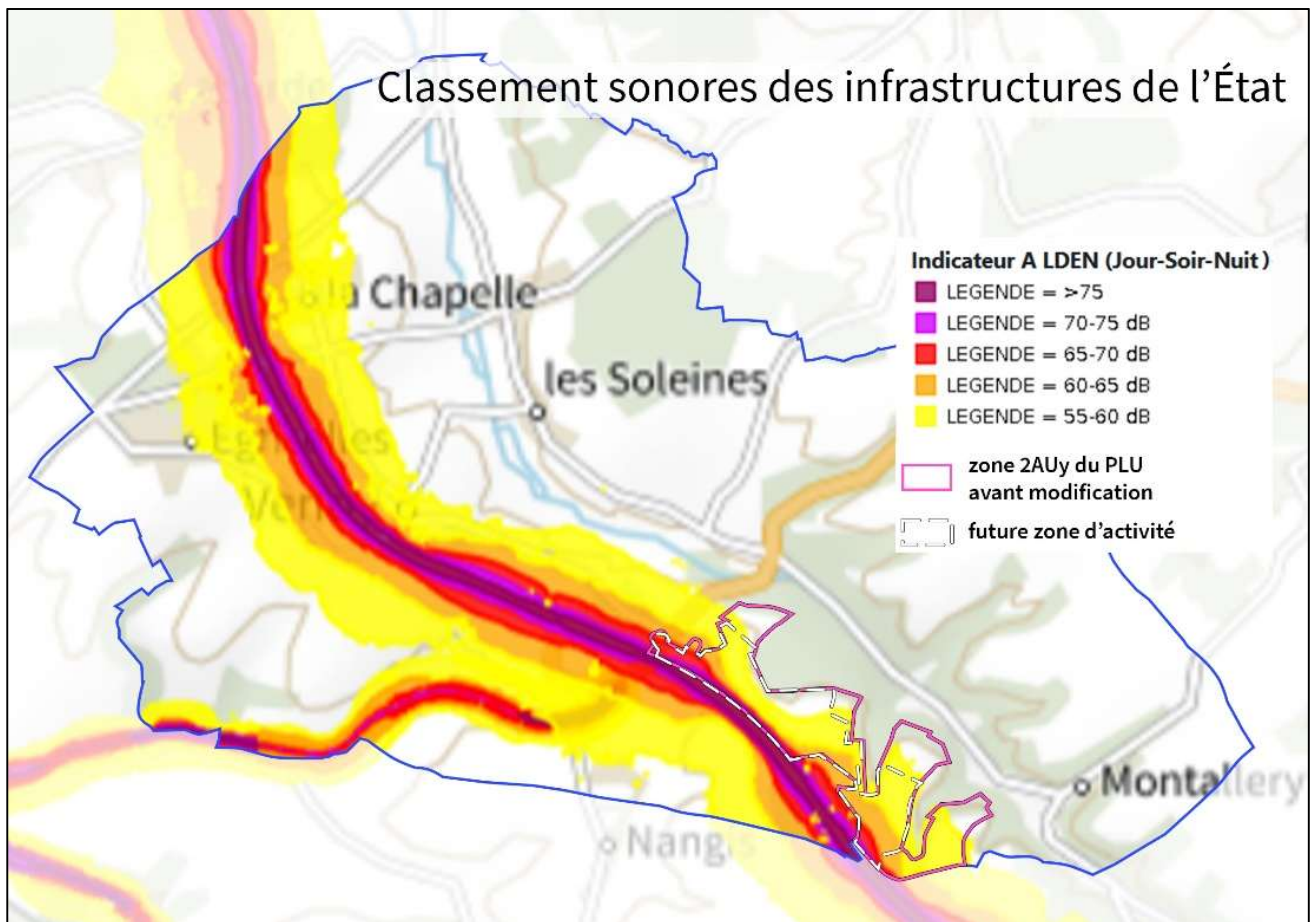 Classement sonores des infrastructures de l'État
la Chapelle
Indicateur A LDEN (Jour-Soir-Nuit)
LEGENDE = >75
LEGENDE = 70-75 dB
LEGENDE = 65-70 dB
LEGENDE = 60-65 dB
LEGENDE = 55-60 dB
zone 2AUy du PLU
avant modification
future zone d'activité
les Soleines
Montallery